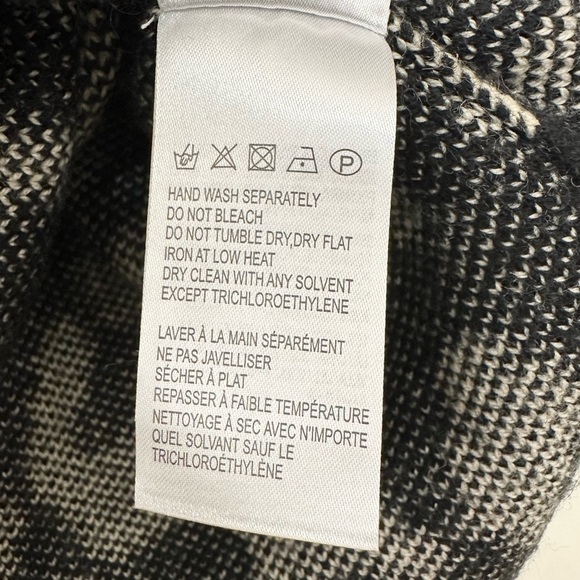 P
HAND WASH SEPARATELY
DO NOT BLEACH
DO NOT TUMBLE DRY,DRY FLAT
IRON AT LOW HEAT
DRY CLEAN WITH ANY SOLVENT
EXCEPT TRICHLOROETHYLENE
LAVER À LA MAIN SÉPARÉMENT
NE PAS JAVELLISER
SÉCHER À PLAT
REPASSER À FAIBLE TEMPÉRATURE
NETTOYAGE À SEC AVEC N'IMPORTE
QUEL SOLVANT SAUF LE
TRICHLOROÉTHYLÈNE